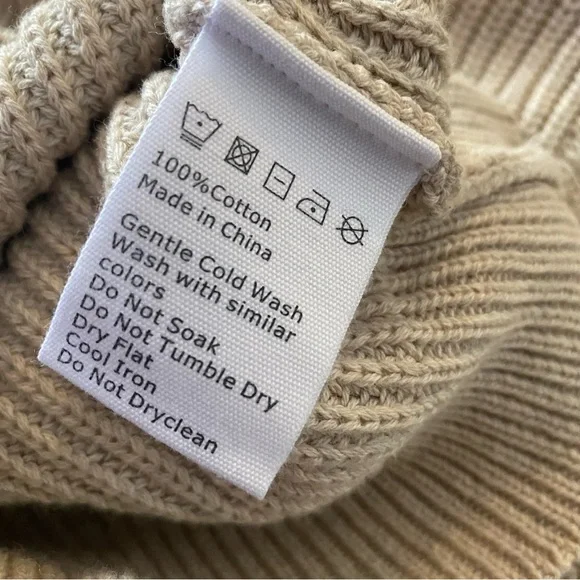 100%Cotton
Made in China
Gentle Cold Wash
Wash with similar
colors
Do Not Soak
Do Not Tumble Dry
Dry Flat
Cool Iron
Do Not Dryclean